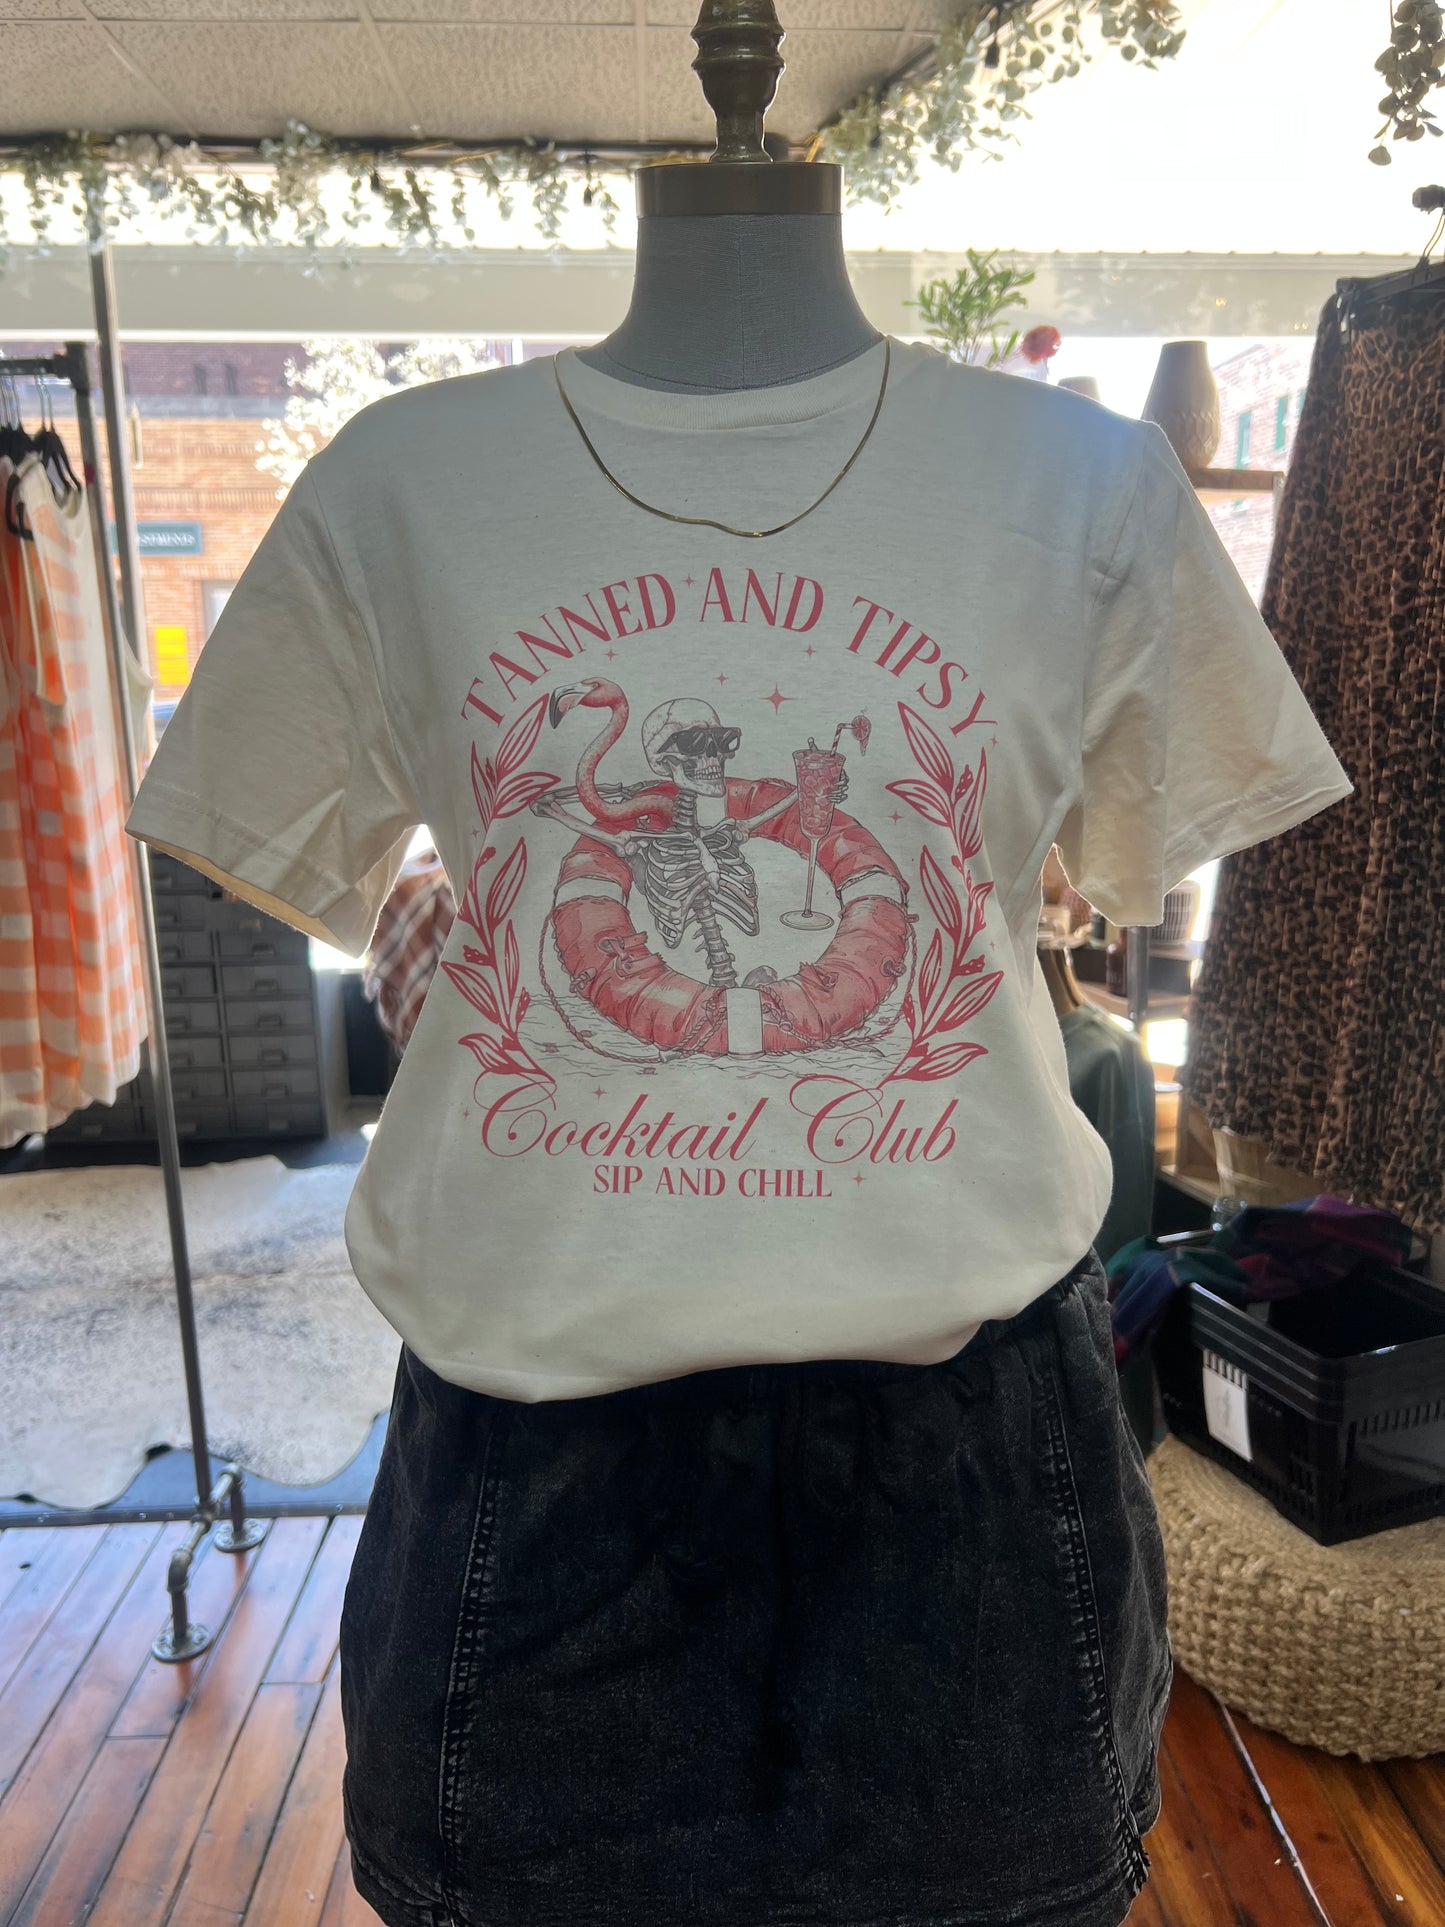 TANNED AND TIPSY
Cocktail Club
SIP AND CHILL